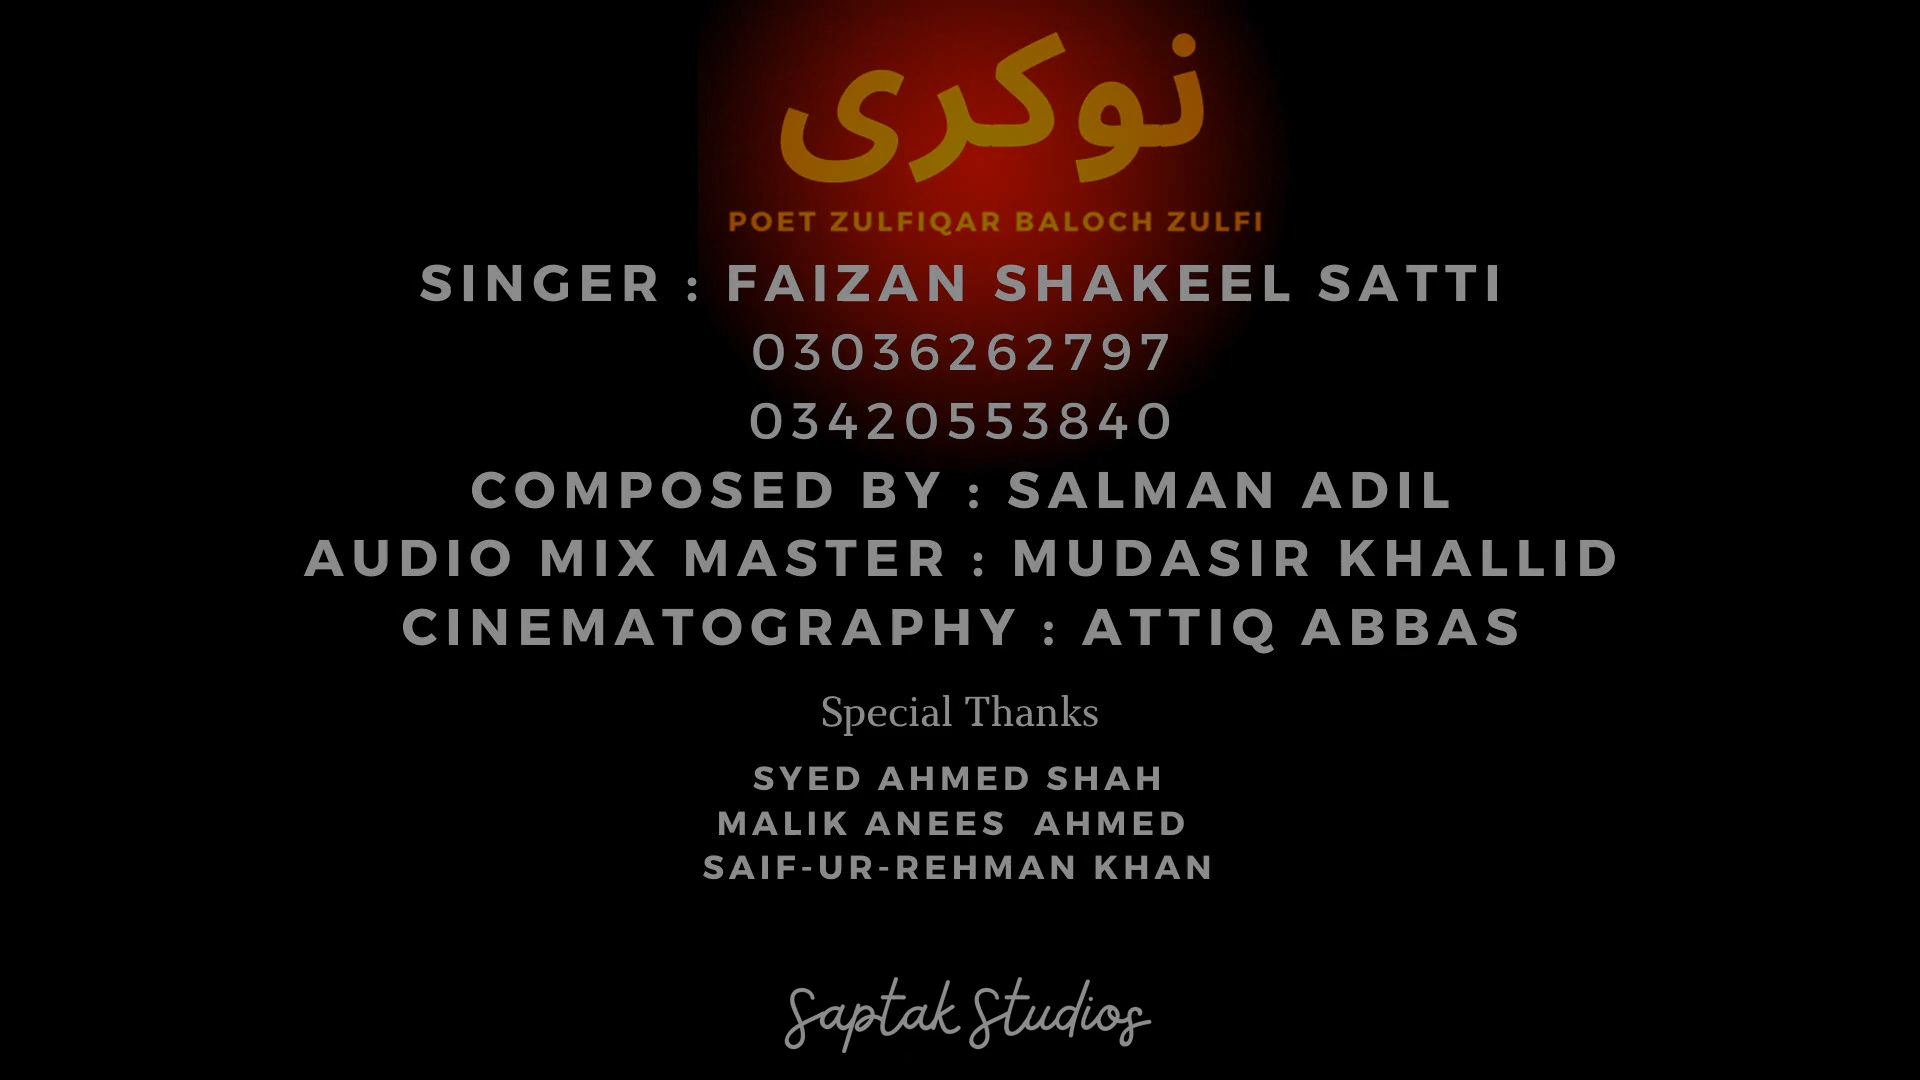 نوکری
POET ZULFIQAR BALOCH ZULFI
SINGER : FAIZAN SHAKEEL SATTI
03036262797
03420553840
COMPOSED BY : SALMAN ADIL
AUDIO MIX MASTER : MUDASIR KHALLID
CINEMATOGRAPHY : ATTIQ ABBAS
Special Thanks
SYED AHMED SHAH
MALIK ANEES AHMED
SAIF-UR-REHMAN KHAN
Saptak Studios